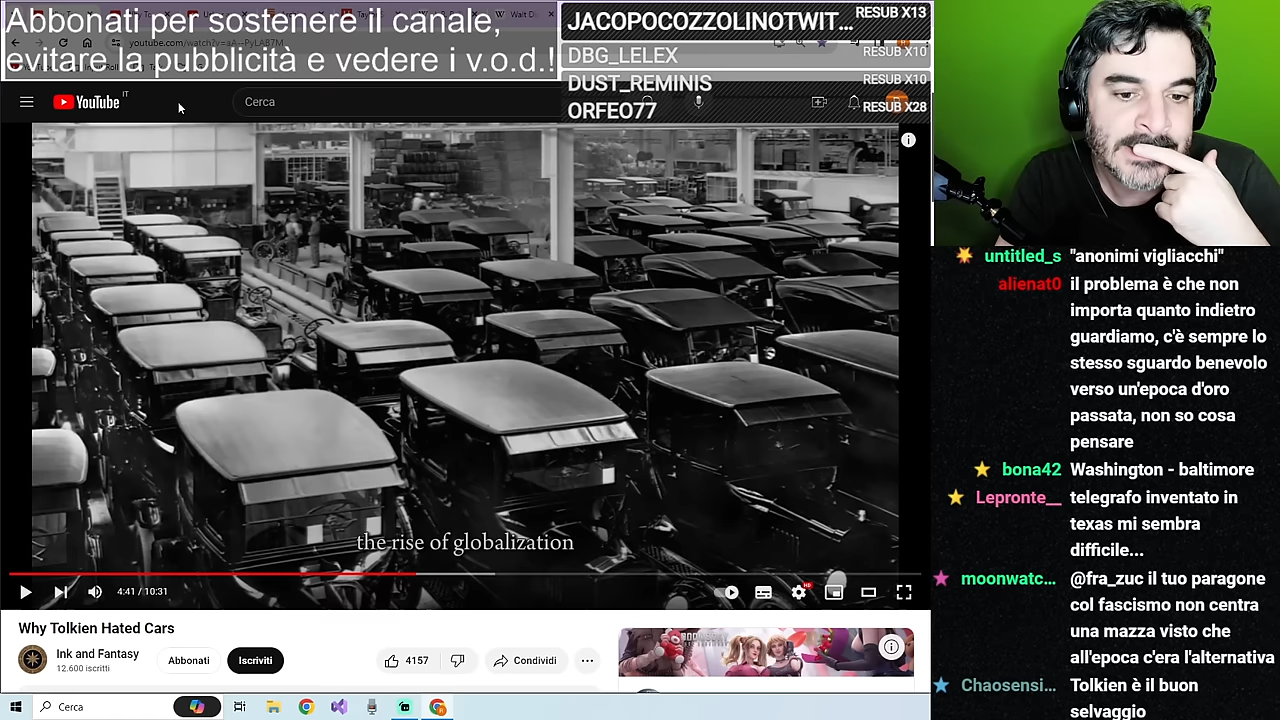 Abbonati per sostenere il canale,
evitare la pubblicita e vedere i v.o.d.!
JACOPOCOZZOLINOTWIT... RESUB X13
DBG_LELEX RESUB X10
DUST_REMINIS RESUB X10
ORFEO77 RESUB X28
YouTube IT
Cerca
the rise of globalization
4:41 / 10:31
HD
Why Tolkien Hated Cars
Ink and Fantasy
12.600 iscritti
Abbonati
Iscriviti
4157
Condividi
Cerca
untitled_s "anonimi vigliacchi"
alienat0 il problema è che non
importa quanto indietro
guardiamo, c'è sempre lo
stesso sguardo benevolo
verso un'epoca d'oro
passata, non so cosa
pensare
bona42 Washington - baltimore
Lepronte__ telegrafo inventato in
texas mi sembra
difficile...
moonwatc... @fra_zuc il tuo paragone
col fascismo non centra
una mazza visto che
all'epoca c'era l'alternativa
Chaosensi... Tolkien è il buon
selvaggio